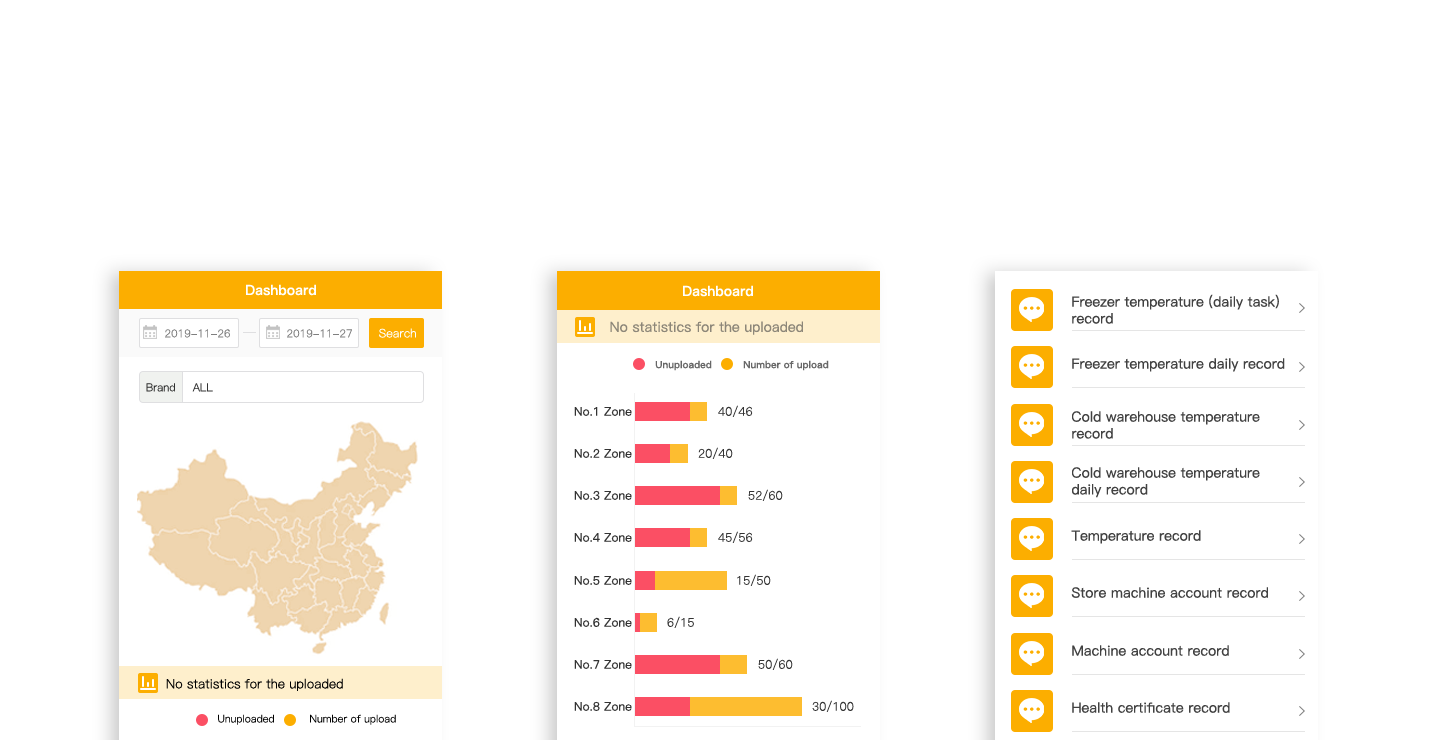 Dashboard
2019-11-26
2019-11-27
Search
Brand
ALL
No statistics for the uploaded
Unuploaded
Number of upload
Dashboard
No statistics for the uploaded
Unuploaded
Number of upload
No.1 Zone 40/46
No.2 Zone 20/40
No.3 Zone 52/60
No.4 Zone 45/56
No.5 Zone 15/50
No.6 Zone 6/15
No.7 Zone 50/60
No.8 Zone 30/100
Freezer temperature (daily task)
record
Freezer temperature daily record
Cold warehouse temperature
record
Cold warehouse temperature
daily record
Temperature record
Store machine account record
Machine account record
Health certificate record